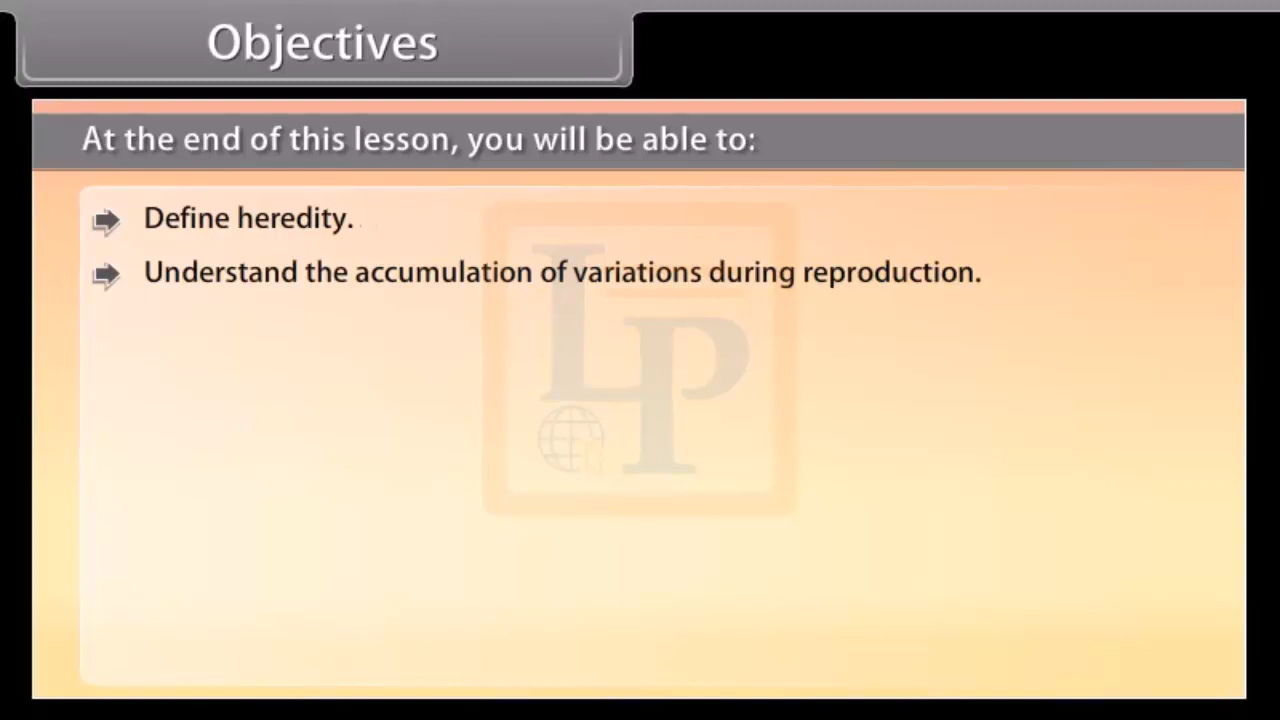 Objectives
At the end of this lesson, you will be able to:
Define heredity.
Understand the accumulation of variations during reproduction.
LP